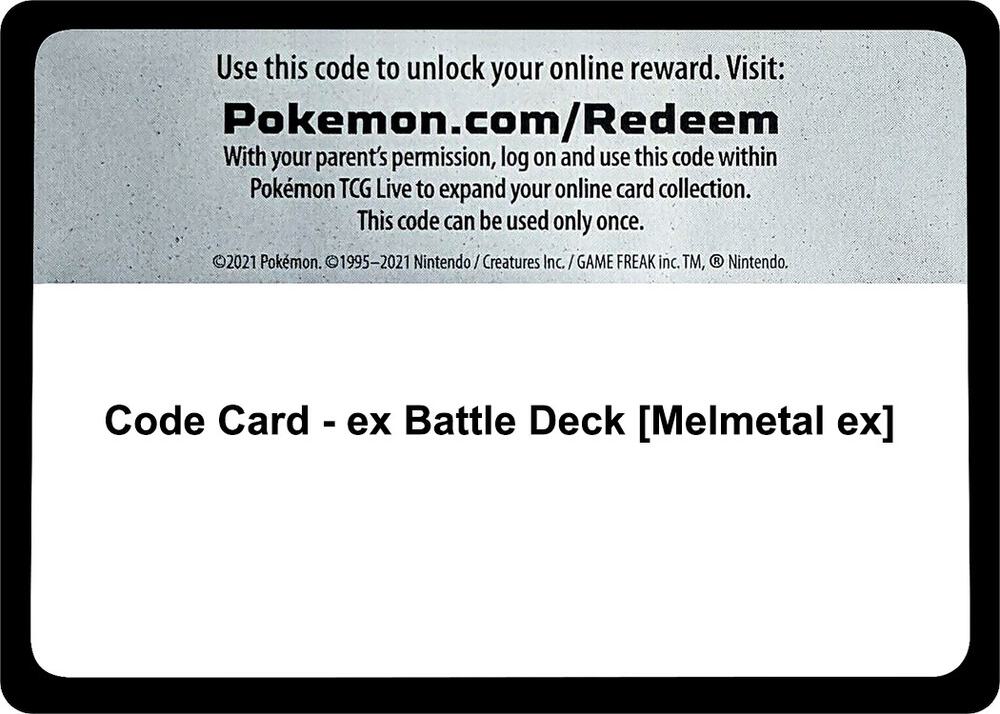 Use this code to unlock your online reward. Visit:
Pokemon.com/Redeem
With your parent's permission, log on and use this code within
Pokémon TCG Live to expand your online card collection.
This code can be used only once.
©2021 Pokémon. ©1995–2021 Nintendo / Creatures Inc. / GAME FREAK inc. TM, ® Nintendo.
Code Card - ex Battle Deck [Melmetal ex]